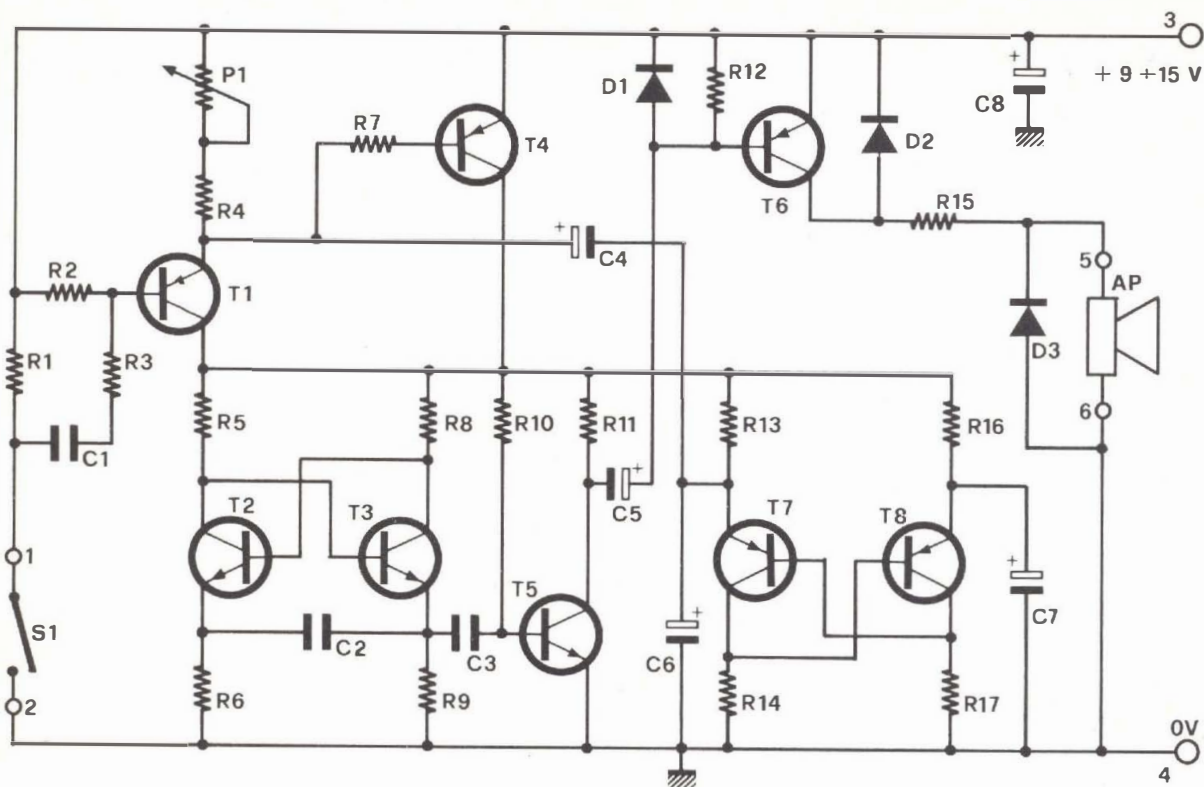 3
+ 9 +15 V
P1
D1
R12
C8
+
R7
T4
D2
T6
R4
R15
+
C4
5
AP
R2
T1
R1
R3
D3
6
R5
R8
R10
R11
R13
R16
C1
+
C5
T2
T3
T7
T8
1
T5
+
C7
S1
C2
C3
+
C6
R6
R9
R14
R17
2
0V
4